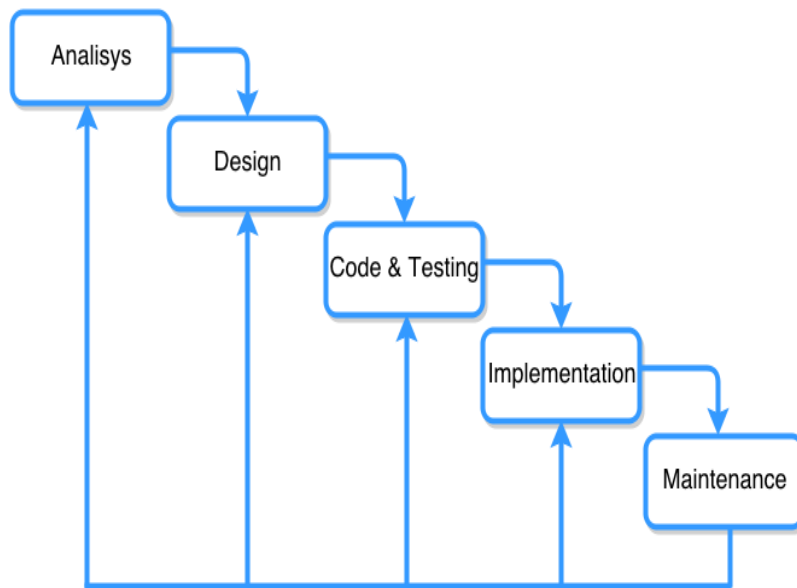 Analisys
Design
Code & Testing
Implementation
Maintenance